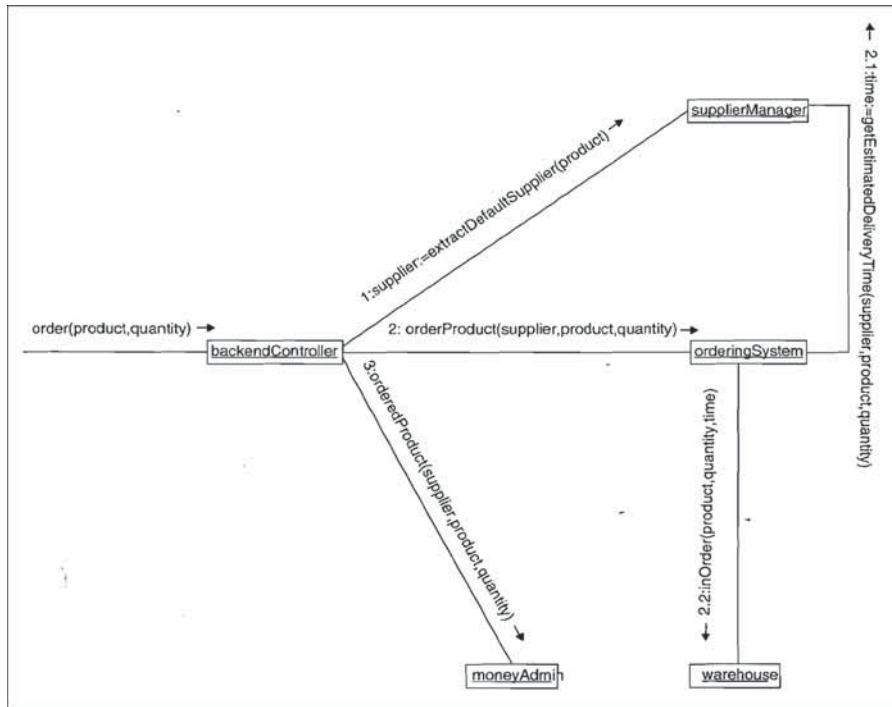 2.1:time:=getEstimatedDeliveryTime(supplier,product,quantity)
supplierManager
1:supplier:=extractDefaultSupplier(product)
order(product,quantity)
2: orderProduct(supplier,product,quantity)
backendController
orderingSystem
3:orderedProduct(supplier,product,quantity)
2.2:inOrder(product,quantity,time)
moneyAdmin
warehouse